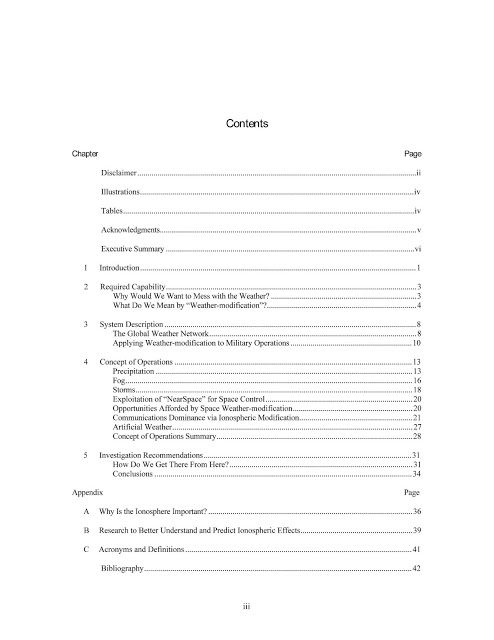 Contents
Chapter Page
Disclaimer....ii
Illustrations....iv
Tables....iv
Acknowledgments....v
Executive Summary ....vi
1 Introduction....1
2 Required Capability....3
Why Would We Want to Mess with the Weather? ....3
What Do We Mean by “Weather-modification”?....4
3 System Description ....8
The Global Weather Network....8
Applying Weather-modification to Military Operations ....10
4 Concept of Operations ....13
Precipitation ....13
Fog....16
Storms....18
Exploitation of “NearSpace” for Space Control....20
Opportunities Afforded by Space Weather-modification....20
Communications Dominance via Ionospheric Modification....21
Artificial Weather....27
Concept of Operations Summary....28
5 Investigation Recommendations....31
How Do We Get There From Here?....31
Conclusions ....34
Appendix Page
A Why Is the Ionosphere Important? ....36
B Research to Better Understand and Predict Ionospheric Effects....39
C Acronyms and Definitions ....41
Bibliography....42
iii